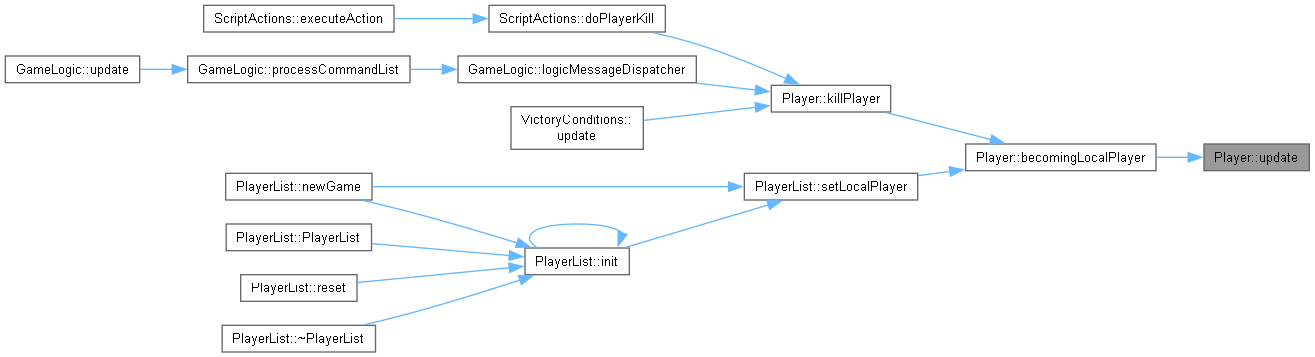 ScriptActions::executeAction
ScriptActions::doPlayerKill
GameLogic::update
GameLogic::processCommandList
GameLogic::logicMessageDispatcher
Player::killPlayer
VictoryConditions::
update
Player::becomingLocalPlayer
Player::update
PlayerList::newGame
PlayerList::setLocalPlayer
PlayerList::PlayerList
PlayerList::init
PlayerList::reset
PlayerList::~PlayerList